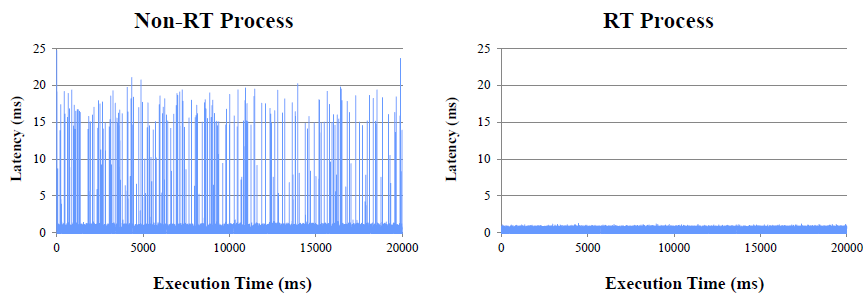 Non-RT Process
25
20
15
10
5
0
Latency (ms)
0 5000 10000 15000 20000
Execution Time (ms)
RT Process
25
20
15
10
5
0
Latency (ms)
0 5000 10000 15000 20000
Execution Time (ms)